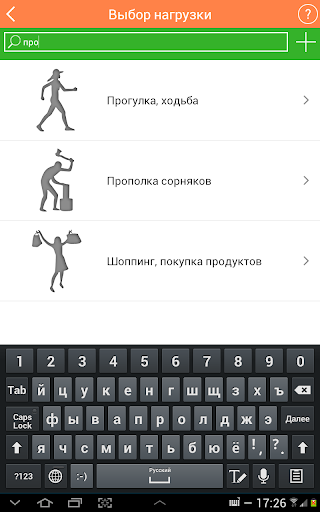 Выбор нагрузки
?
про
Прогулка, ходьба
Прополка сорняков
Шоппинг, покупка продуктов
1 2 3 4 5 6 7 8 9 0
Tab й ц у к е н г ш щ з х ъ
Caps Lock ф ы в а п р о л д ж э Далее
я ч с м и т ь б ю ё !, ?.
?123 :-) Русский T
17:26